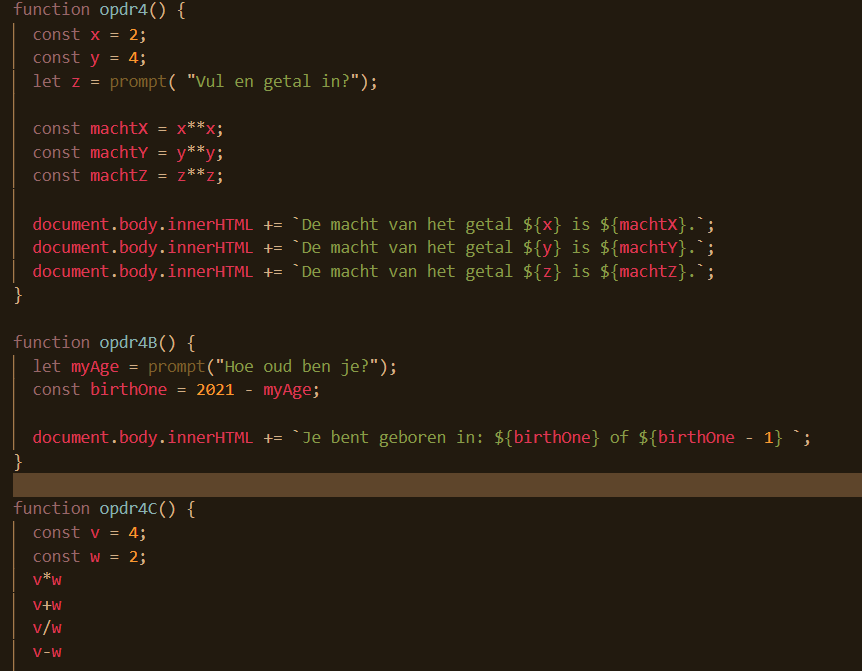 function opdr4() {
const x = 2;
const y = 4;
let z = prompt( "Vul en getal in?");
const machtX = x**x;
const machtY = y**y;
const machtZ = z**z;
document.body.innerHTML += `De macht van het getal ${x} is ${machtX}.`;
document.body.innerHTML += `De macht van het getal ${y} is ${machtY}.`;
document.body.innerHTML += `De macht van het getal ${z} is ${machtZ}.`;
}
function opdr4B() {
let myAge = prompt("Hoe oud ben je?");
const birthOne = 2021 - myAge;
document.body.innerHTML += `Je bent geboren in: ${birthOne} of ${birthOne - 1} `;
}
function opdr4C() {
const v = 4;
const w = 2;
v*w
v+w
v/w
v-w